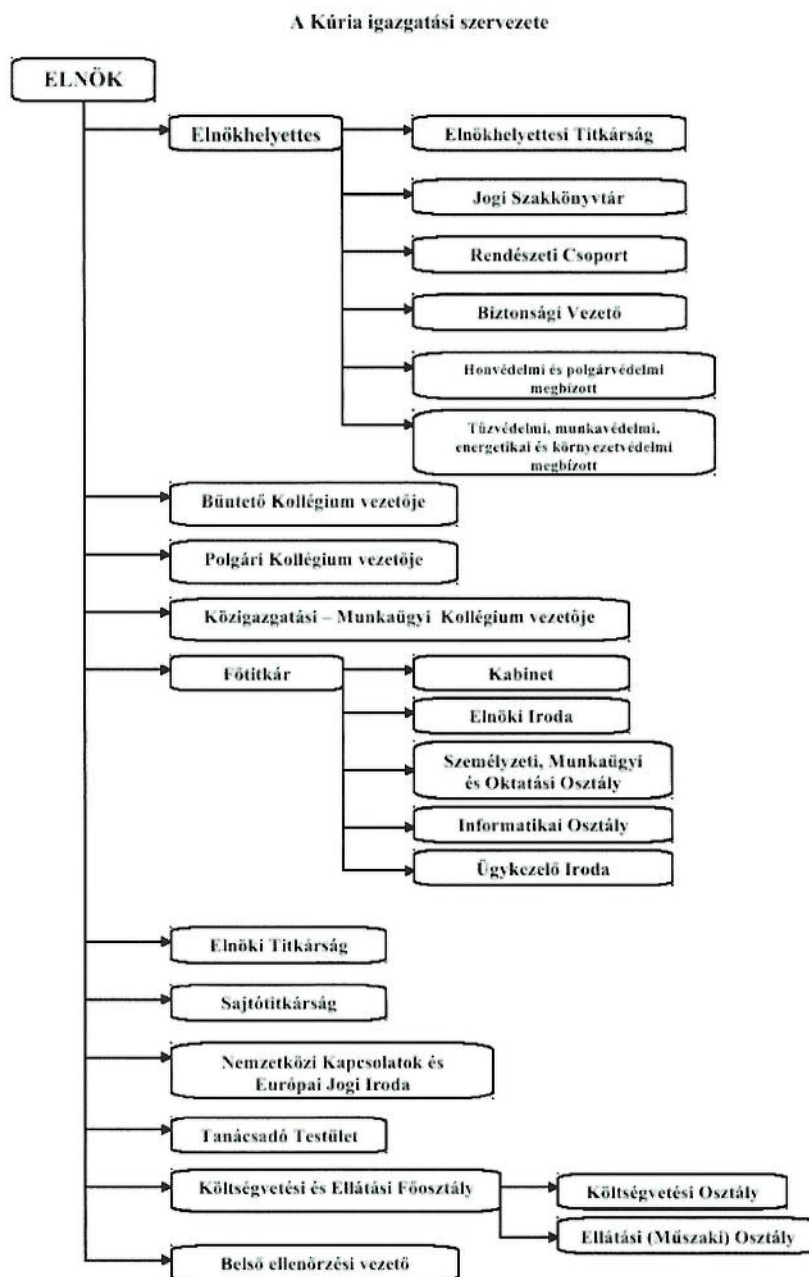 A Kúria igazgatási szervezete
ELNÖK
Elnökhelyettes
Elnökhelyettesi Titkárság
Jogi Szakkönyvtár
Rendészeti Csoport
Biztonsági Vezető
Honvédelmi és polgárvédelmi
megbízott
Tűzvédelmi, munkavédelmi,
energetikai és környezetvédelmi
megbízott
Büntető Kollégium vezetője
Polgári Kollégium vezetője
Közigazgatási – Munkaügyi Kollégium vezetője
Főtitkár
Kabinet
Elnöki Iroda
Személyzeti, Munkaügyi
és Oktatási Osztály
Informatikai Osztály
Ügykezelő Iroda
Elnöki Titkárság
Sajtótitkárság
Nemzetközi Kapcsolatok és
Európai Jogi Iroda
Tanácsadó Testület
Költségvetési és Ellátási Főosztály
Költségvetési Osztály
Ellátási (Műszaki) Osztály
Belső ellenőrzési vezető